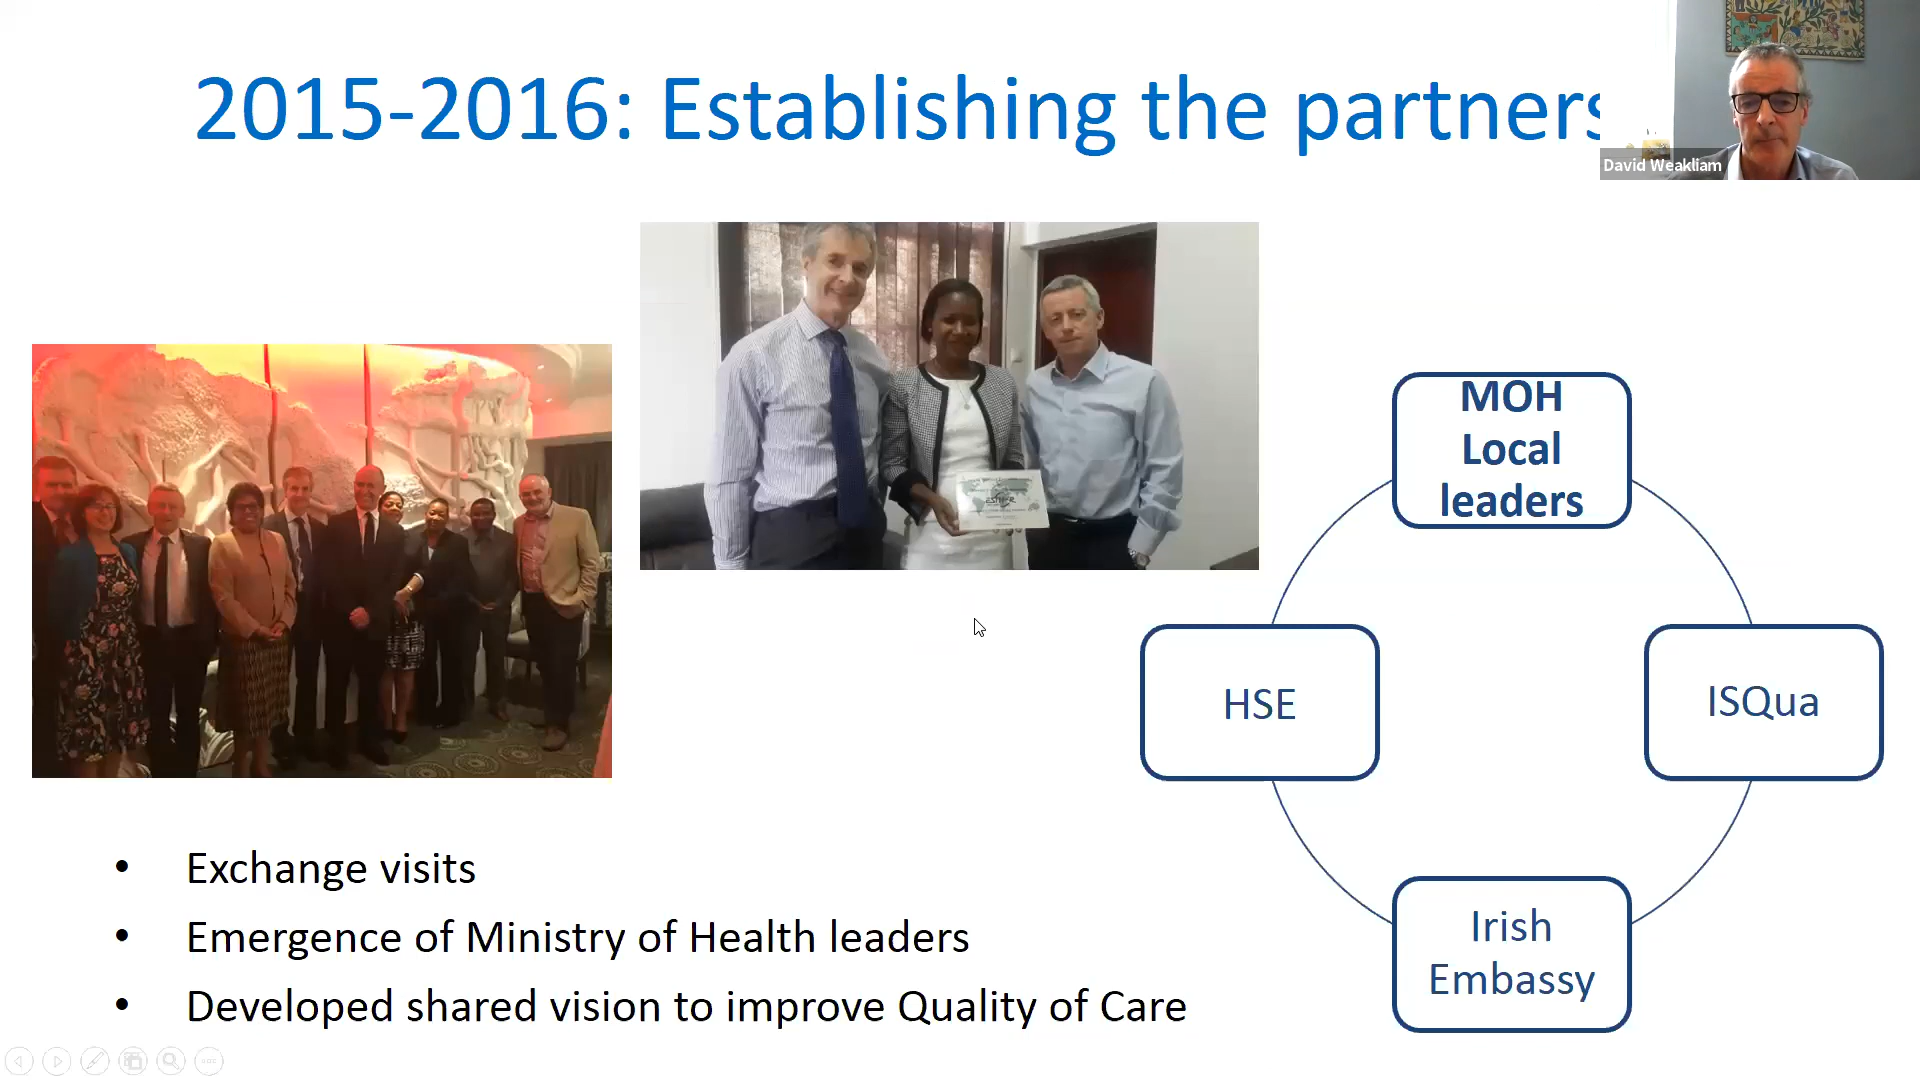 2015-2016: Establishing the partners
David Weakliam
ESTHER
MOH
Local
leaders
HSE
ISQua
Irish
Embassy
• Exchange visits
• Emergence of Ministry of Health leaders
• Developed shared vision to improve Quality of Care